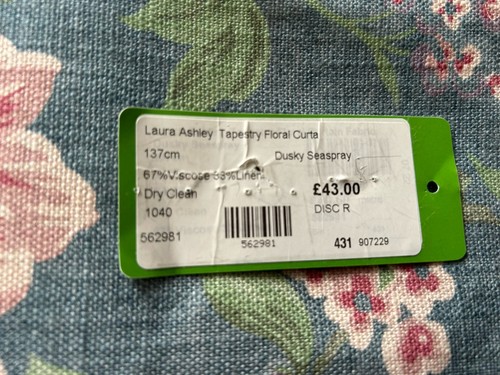 Laura Ashley Tapestry Floral Curta
137cm Dusky Seaspray
67%Viscose 33%Linen
Dry Clean £43.00
1040 DISC R
562981 562981 431 907229